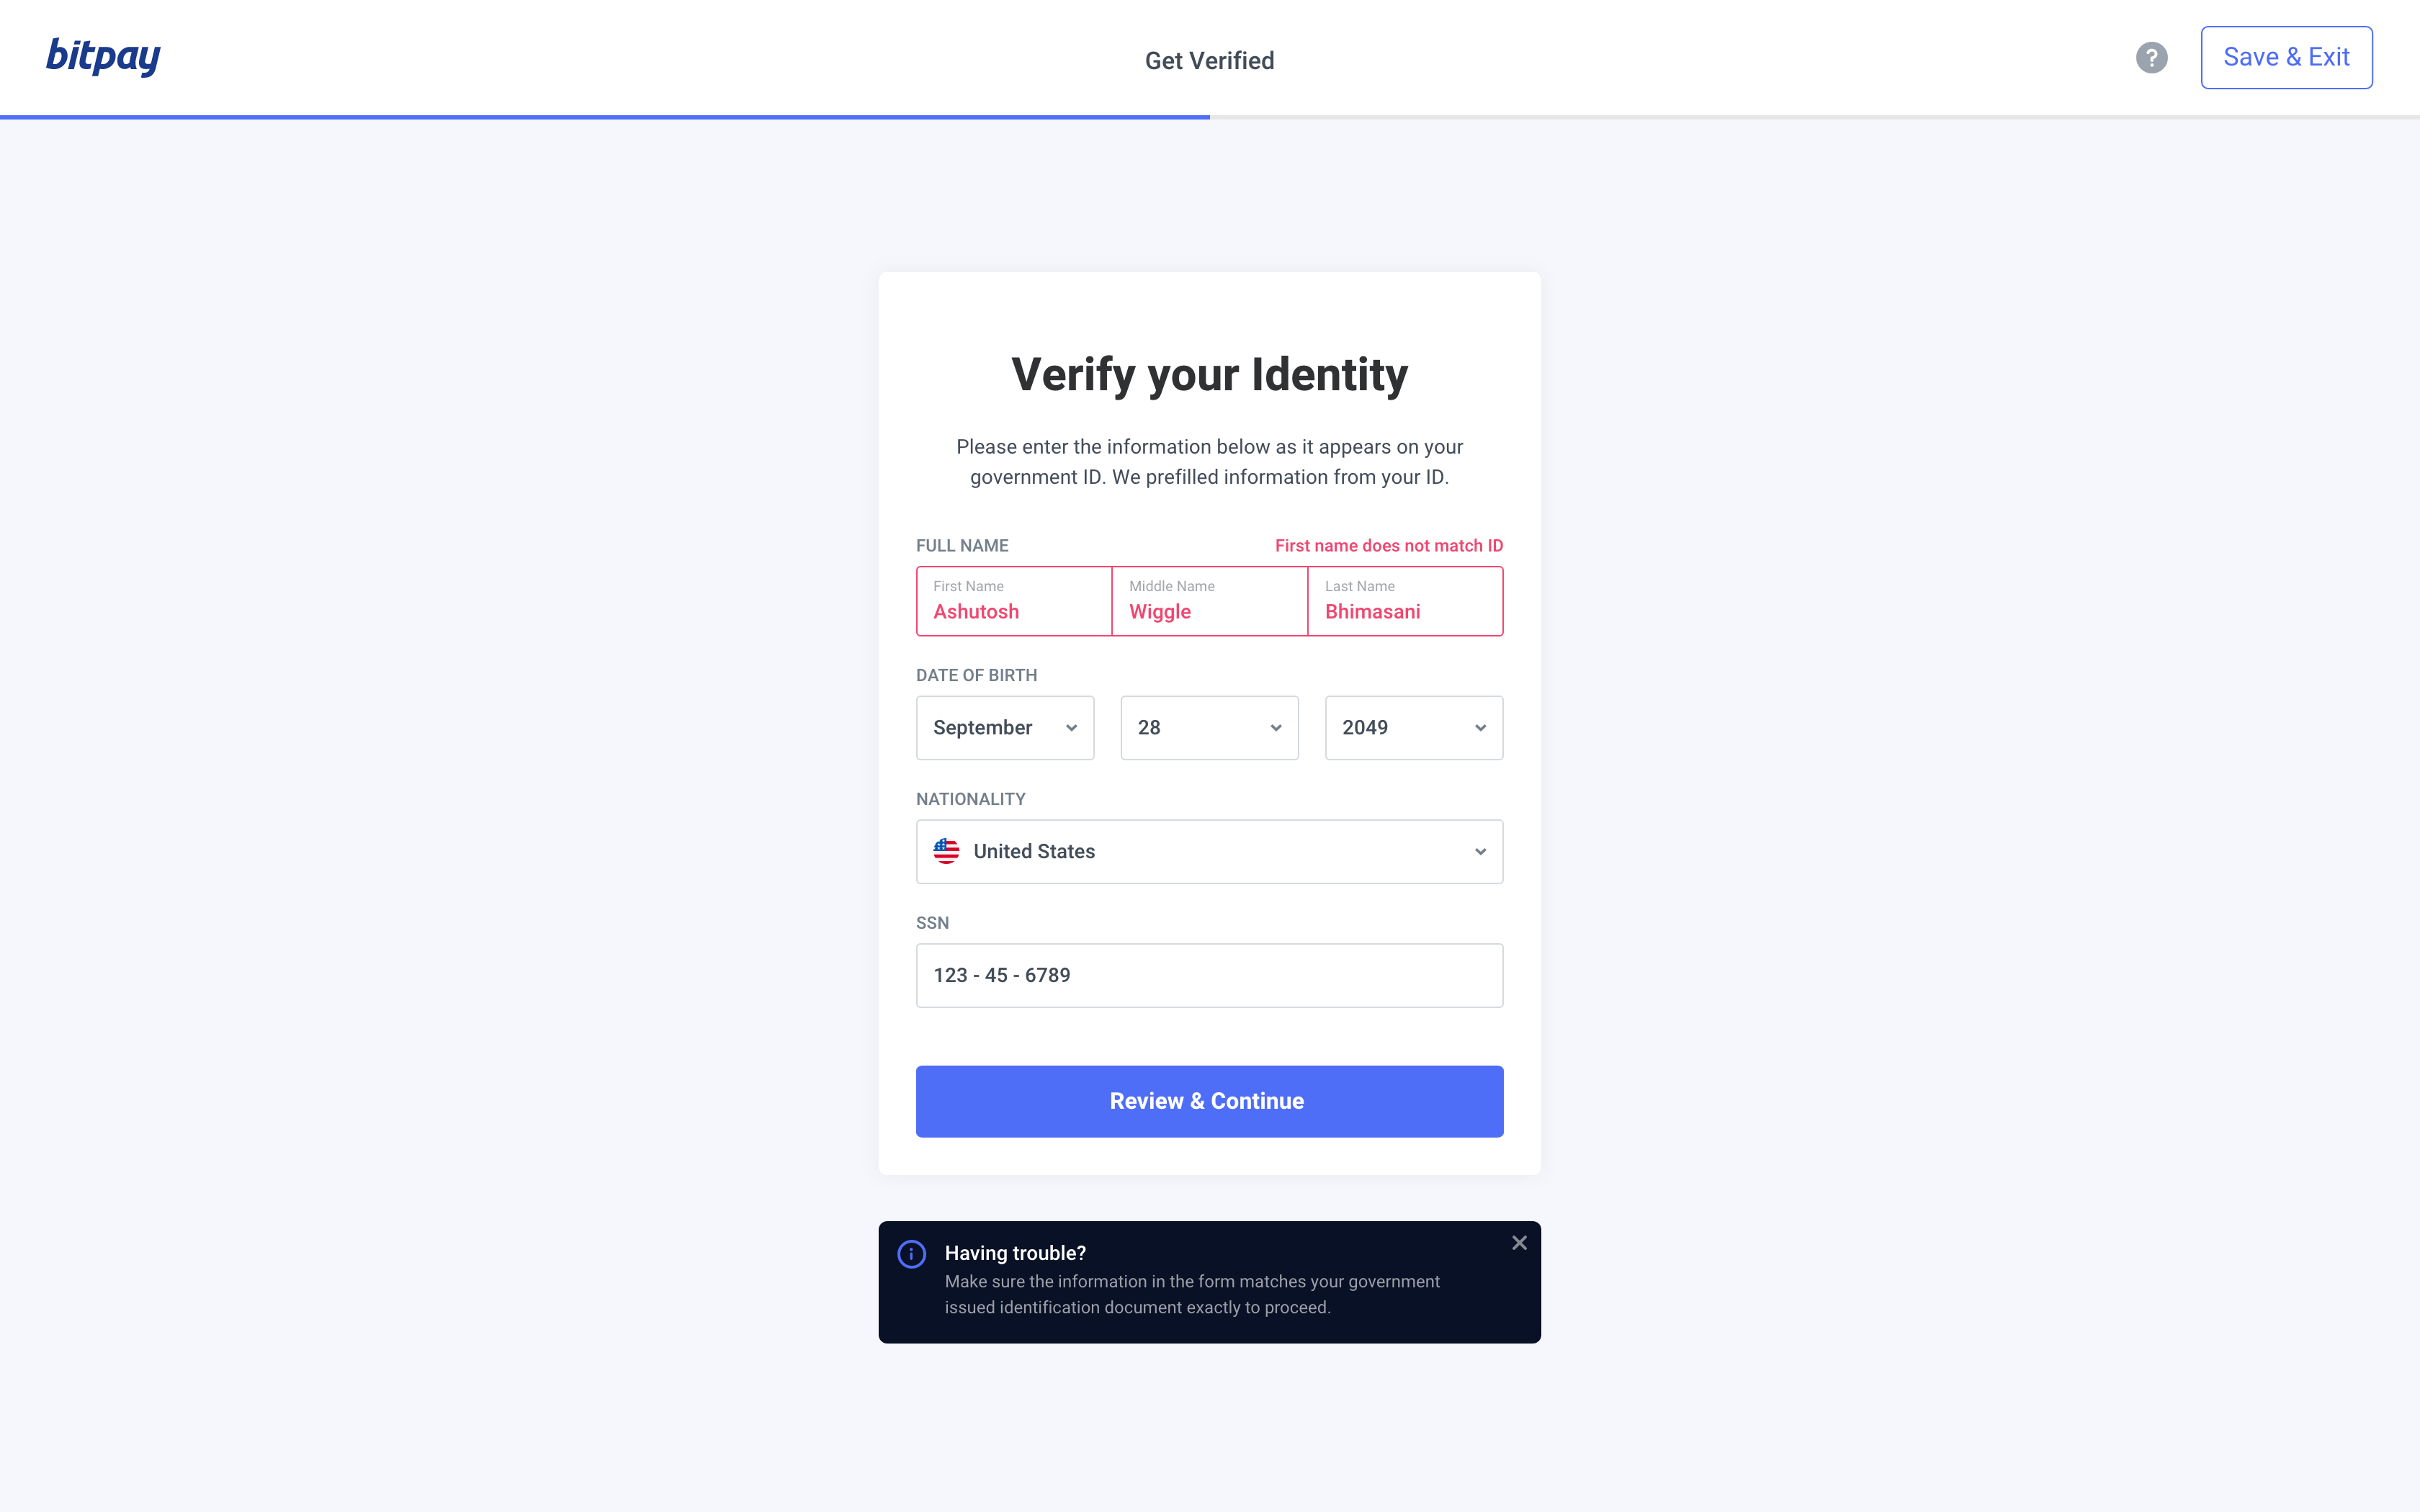 bitpay
Get Verified
?
Save & Exit
Verify your Identity
Please enter the information below as it appears on your
government ID. We prefilled information from your ID.
FULL NAME
First name does not match ID
First Name
Middle Name
Last Name
Ashutosh
Wiggle
Bhimasani
DATE OF BIRTH
September
28
2049
NATIONALITY
United States
SSN
123 - 45 - 6789
Review & Continue
Having trouble?
Make sure the information in the form matches your government
issued identification document exactly to proceed.